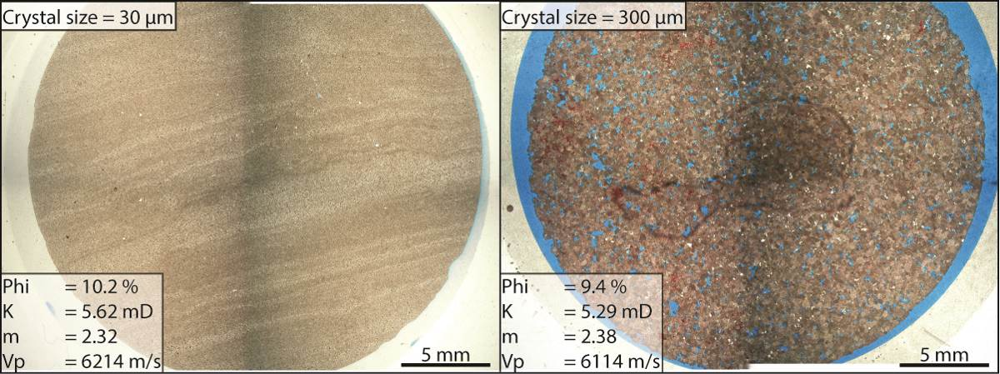 Crystal size = 30 µm
Phi = 10.2 %
K = 5.62 mD
m = 2.32
Vp = 6214 m/s
5 mm
Crystal size = 300 µm
Phi = 9.4 %
K = 5.29 mD
m = 2.38
Vp = 6114 m/s
5 mm